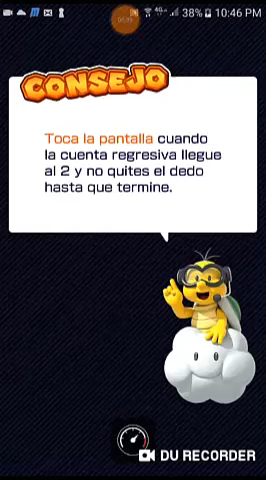 4G
38% 10:46 PM
CONSEJO
Toca la pantalla cuando
la cuenta regresiva llegue
al 2 y no quites el dedo
hasta que termine.
DU RECORDER